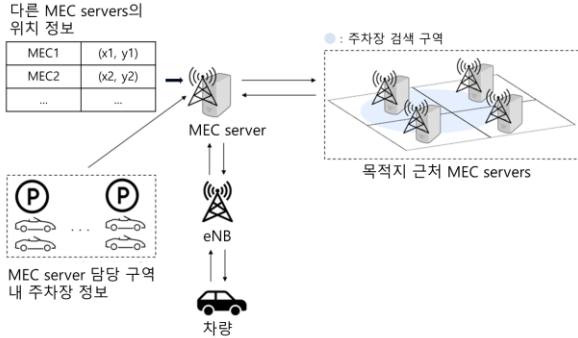 다른 MEC servers의
위치 정보
MEC1 (x1, y1)
MEC2 (x2, y2)
... ...
: 주차장 검색 구역
MEC server
목적지 근처 MEC servers
P ... P
eNB
MEC server 담당 구역
내 주차장 정보
차량